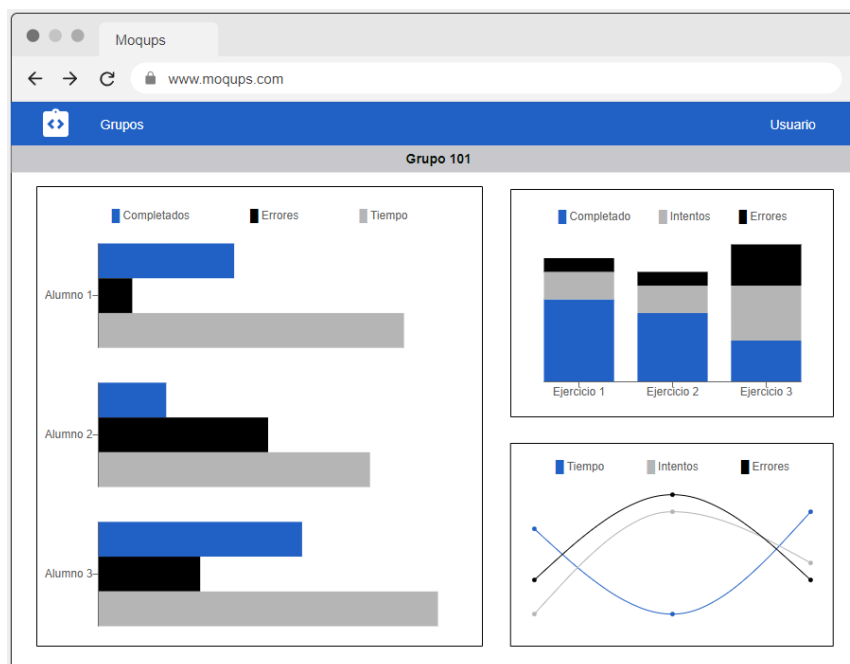 Moqups
www.moqups.com
Grupos
Usuario
Grupo 101
Completados Errores Tiempo
Alumno 1
Alumno 2
Alumno 3
Completado Intentos Errores
Ejercicio 1 Ejercicio 2 Ejercicio 3
Tiempo Intentos Errores